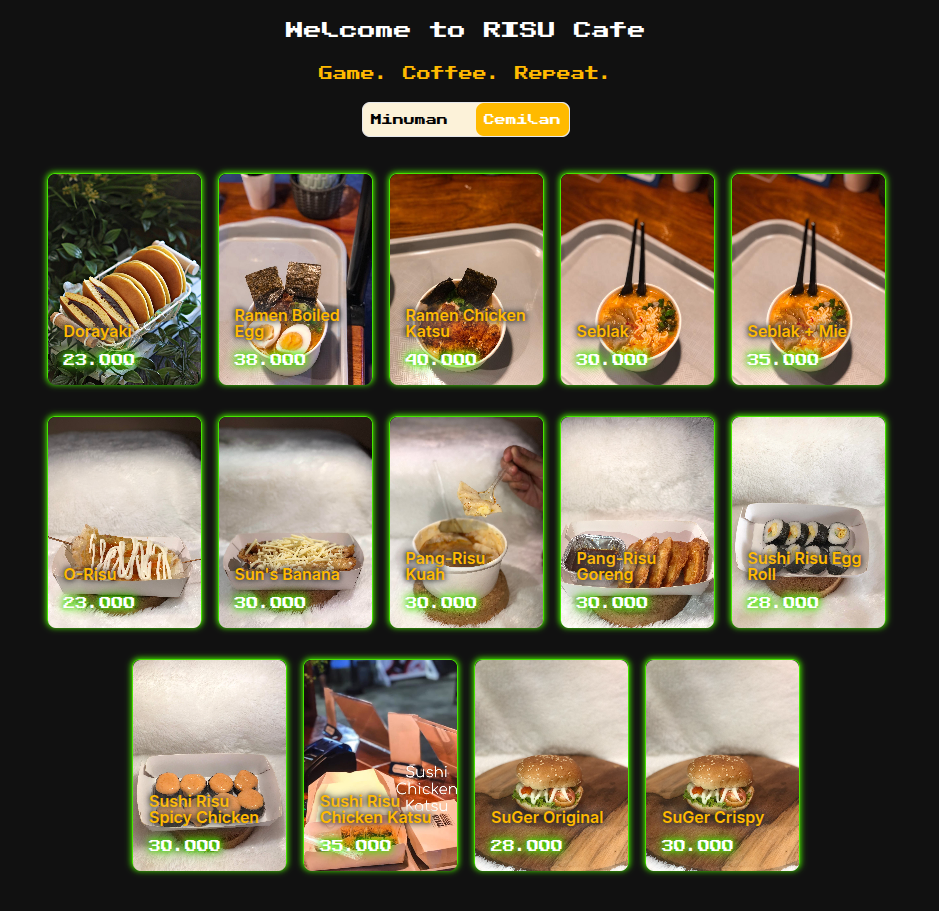 Welcome to RISU Cafe
Game. Coffee. Repeat.
Minuman
Cemilan
Dorayaki
23.000
Ramen Boiled
Egg
38.000
Ramen Chicken
Katsu
40.000
Seblak
30.000
Seblak + Mie
35.000
O-Risu
23.000
Sun's Banana
30.000
Pang-Risu
Kuah
30.000
Pang-Risu
Goreng
30.000
Sushi Risu Egg
Roll
28.000
Sushi Risu
Spicy Chicken
30.000
Sushi
Chicken
Katsu
Sushi Risu
Chicken Katsu
35.000
SuGer Original
28.000
SuGer Crispy
30.000